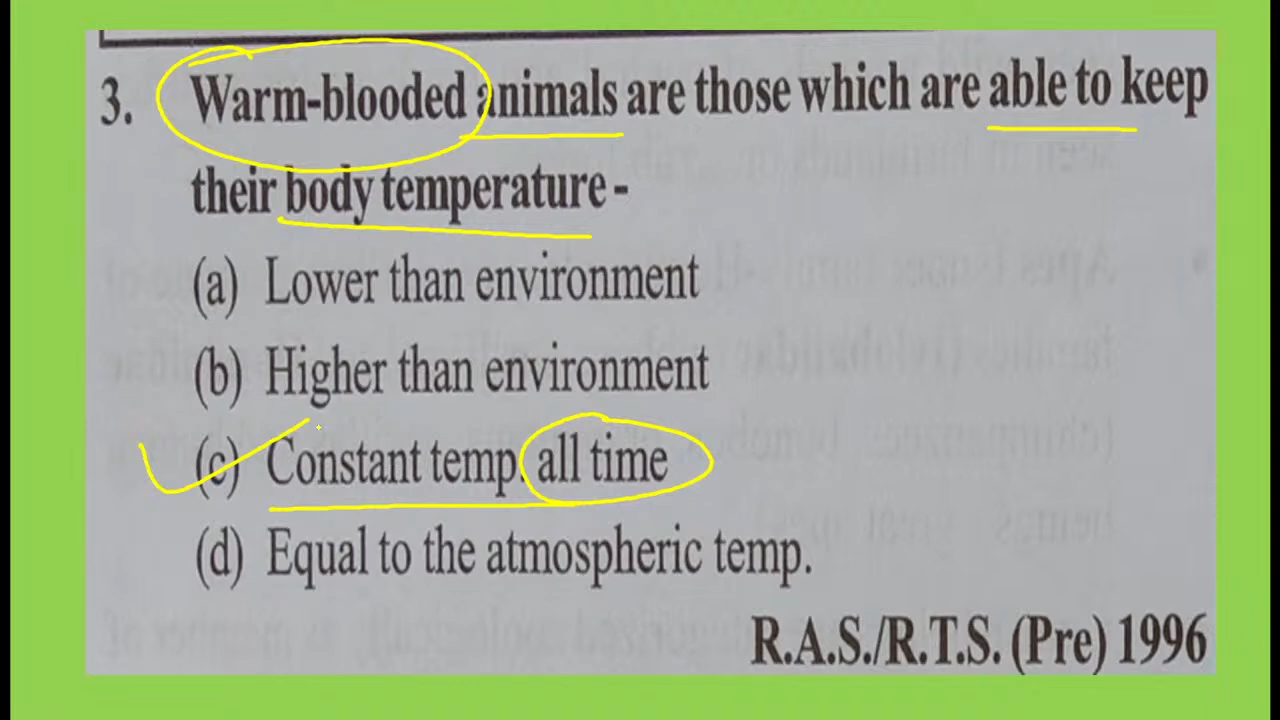 3. Warm-blooded animals are those which are able to keep
their body temperature -
(a) Lower than environment
(b) Higher than environment
(c) Constant temp. all time
(d) Equal to the atmospheric temp.
R.A.S./R.T.S. (Pre) 1996